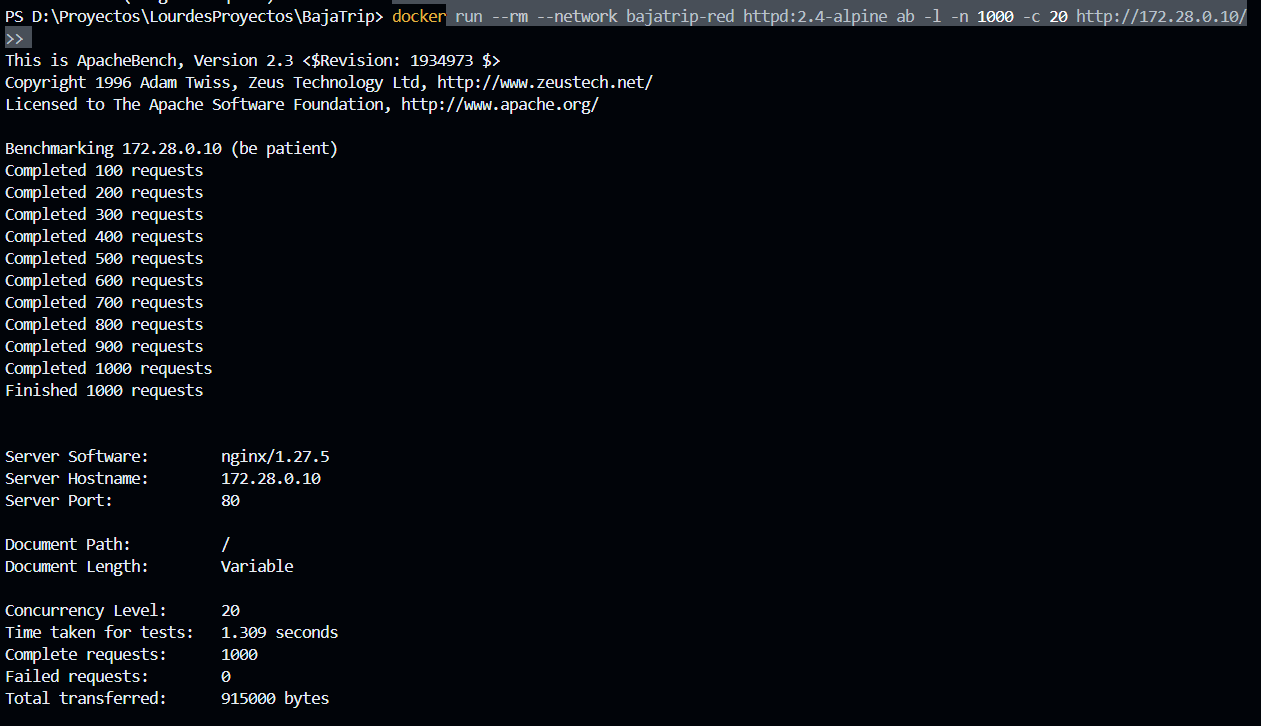 PS D:\Proyectos\LourdesProyectos\BajaTrip> docker run --rm --network bajatrip-red httpd:2.4-alpine ab -l -n 1000 -c 20 http://172.28.0.10/
>>
This is ApacheBench, Version 2.3 <$Revision: 1934973 $>
Copyright 1996 Adam Twiss, Zeus Technology Ltd, http://www.zeustech.net/
Licensed to The Apache Software Foundation, http://www.apache.org/

Benchmarking 172.28.0.10 (be patient)
Completed 100 requests
Completed 200 requests
Completed 300 requests
Completed 400 requests
Completed 500 requests
Completed 600 requests
Completed 700 requests
Completed 800 requests
Completed 900 requests
Completed 1000 requests
Finished 1000 requests

Server Software:        nginx/1.27.5
Server Hostname:        172.28.0.10
Server Port:            80

Document Path:          /
Document Length:        Variable

Concurrency Level:      20
Time taken for tests:   1.309 seconds
Complete requests:      1000
Failed requests:        0
Total transferred:      915000 bytes